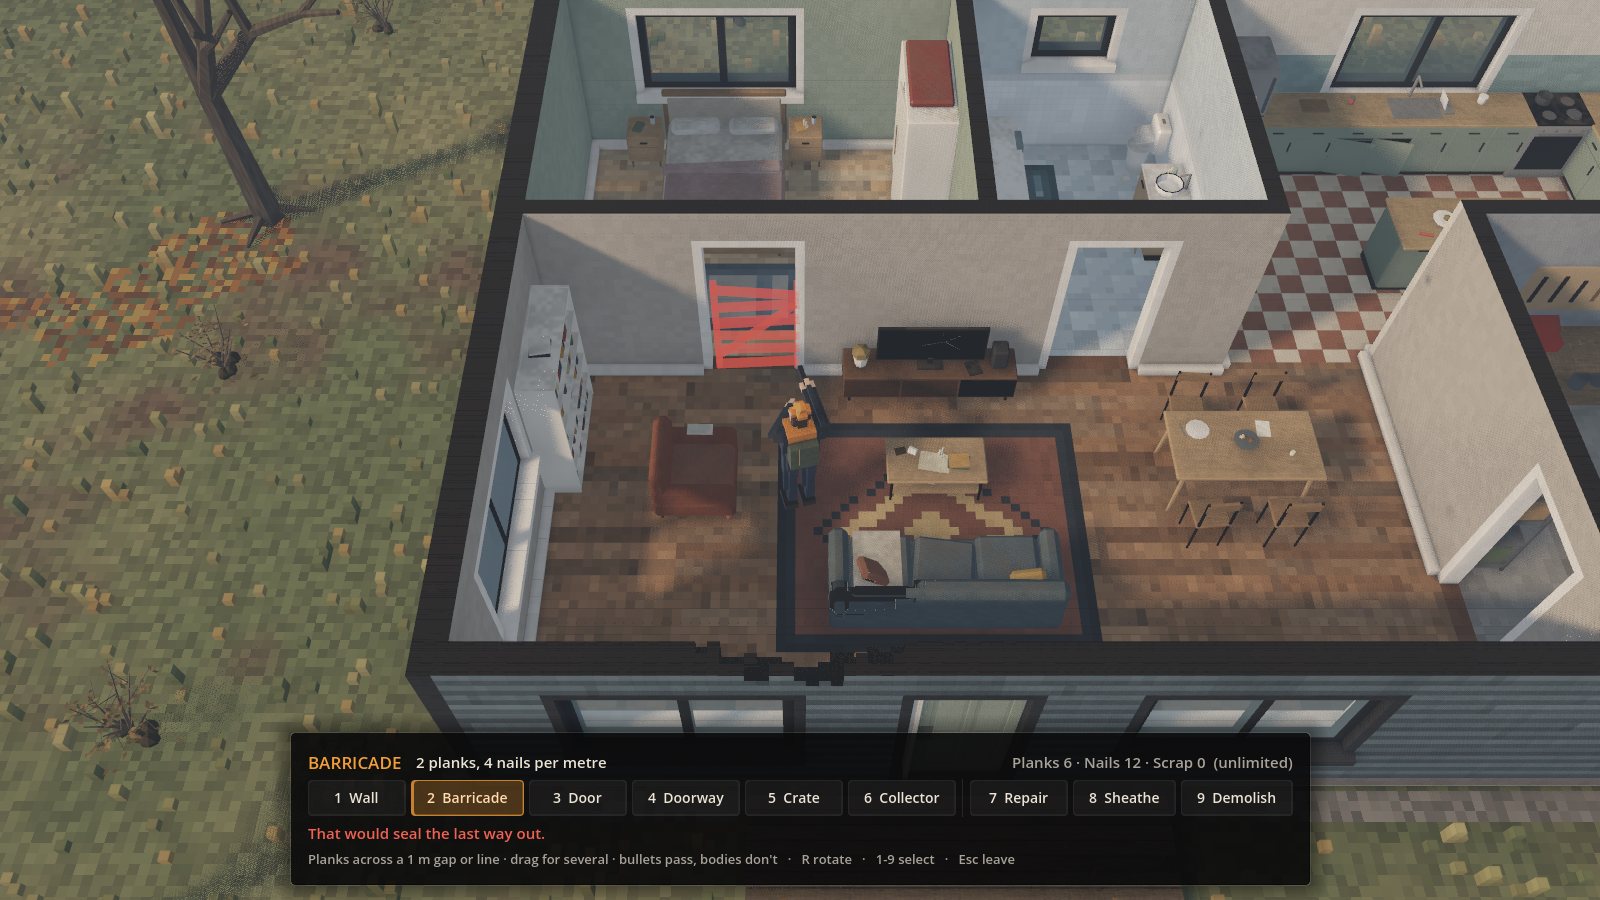 BARRICADE 2 planks, 4 nails per metre Planks 6 · Nails 12 · Scrap 0 (unlimited)
1 Wall 2 Barricade 3 Door 4 Doorway 5 Crate 6 Collector 7 Repair 8 Sheathe 9 Demolish
That would seal the last way out.
Planks across a 1 m gap or line · drag for several · bullets pass, bodies don't · R rotate · 1-9 select · Esc leave